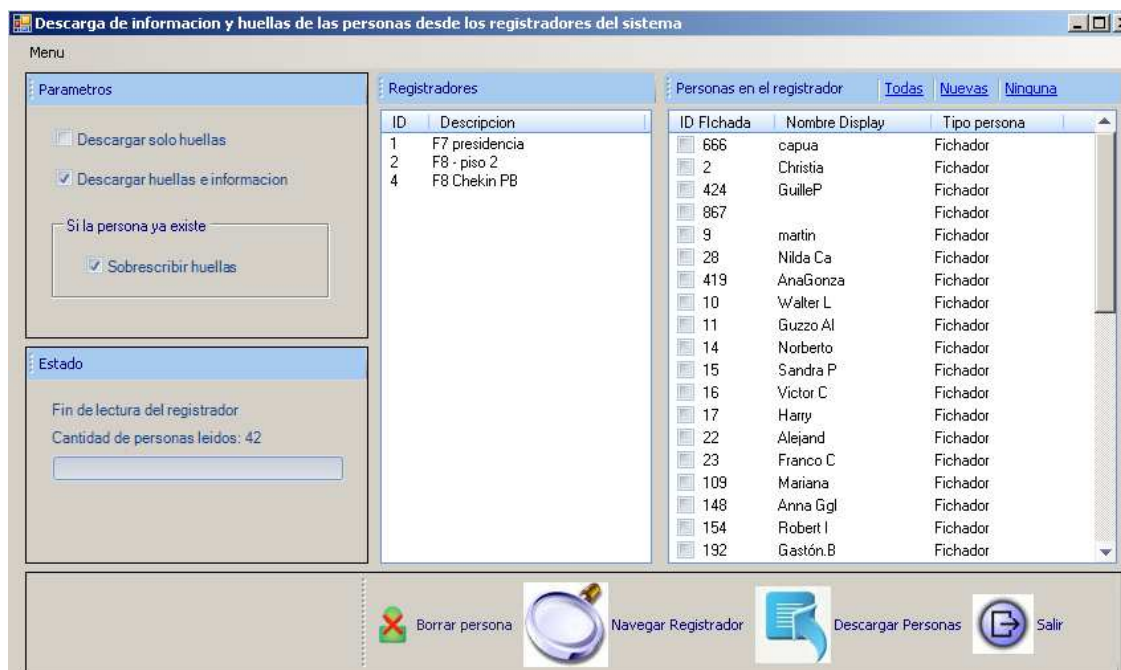 Descarga de informacion y huellas de las personas desde los registradores del sistema
Menu
Parametros
Descargar solo huellas
Descargar huellas e informacion
Si la persona ya existe
Sobrescribir huellas
Estado
Fin de lectura del registrador
Cantidad de personas leidos: 42
Registradores
ID Descripcion
1 F7 presidencia
2 F8 - piso 2
4 F8 Chekin PB
Personas en el registrador Todas Nuevas Ninguna
ID FIchada Nombre Display Tipo persona
666 capua Fichador
2 Christia Fichador
424 GuilleP Fichador
867 Fichador
9 martin Fichador
28 Nilda Ca Fichador
419 AnaGonza Fichador
10 Walter L Fichador
11 Guzzo Al Fichador
14 Norberto Fichador
15 Sandra P Fichador
16 Victor C Fichador
17 Harry Fichador
22 Alejand Fichador
23 Franco C Fichador
109 Mariana Fichador
148 Anna Ggl Fichador
154 Robert I Fichador
192 Gastón.B Fichador
Borrar persona Navegar Registrador Descargar Personas Salir